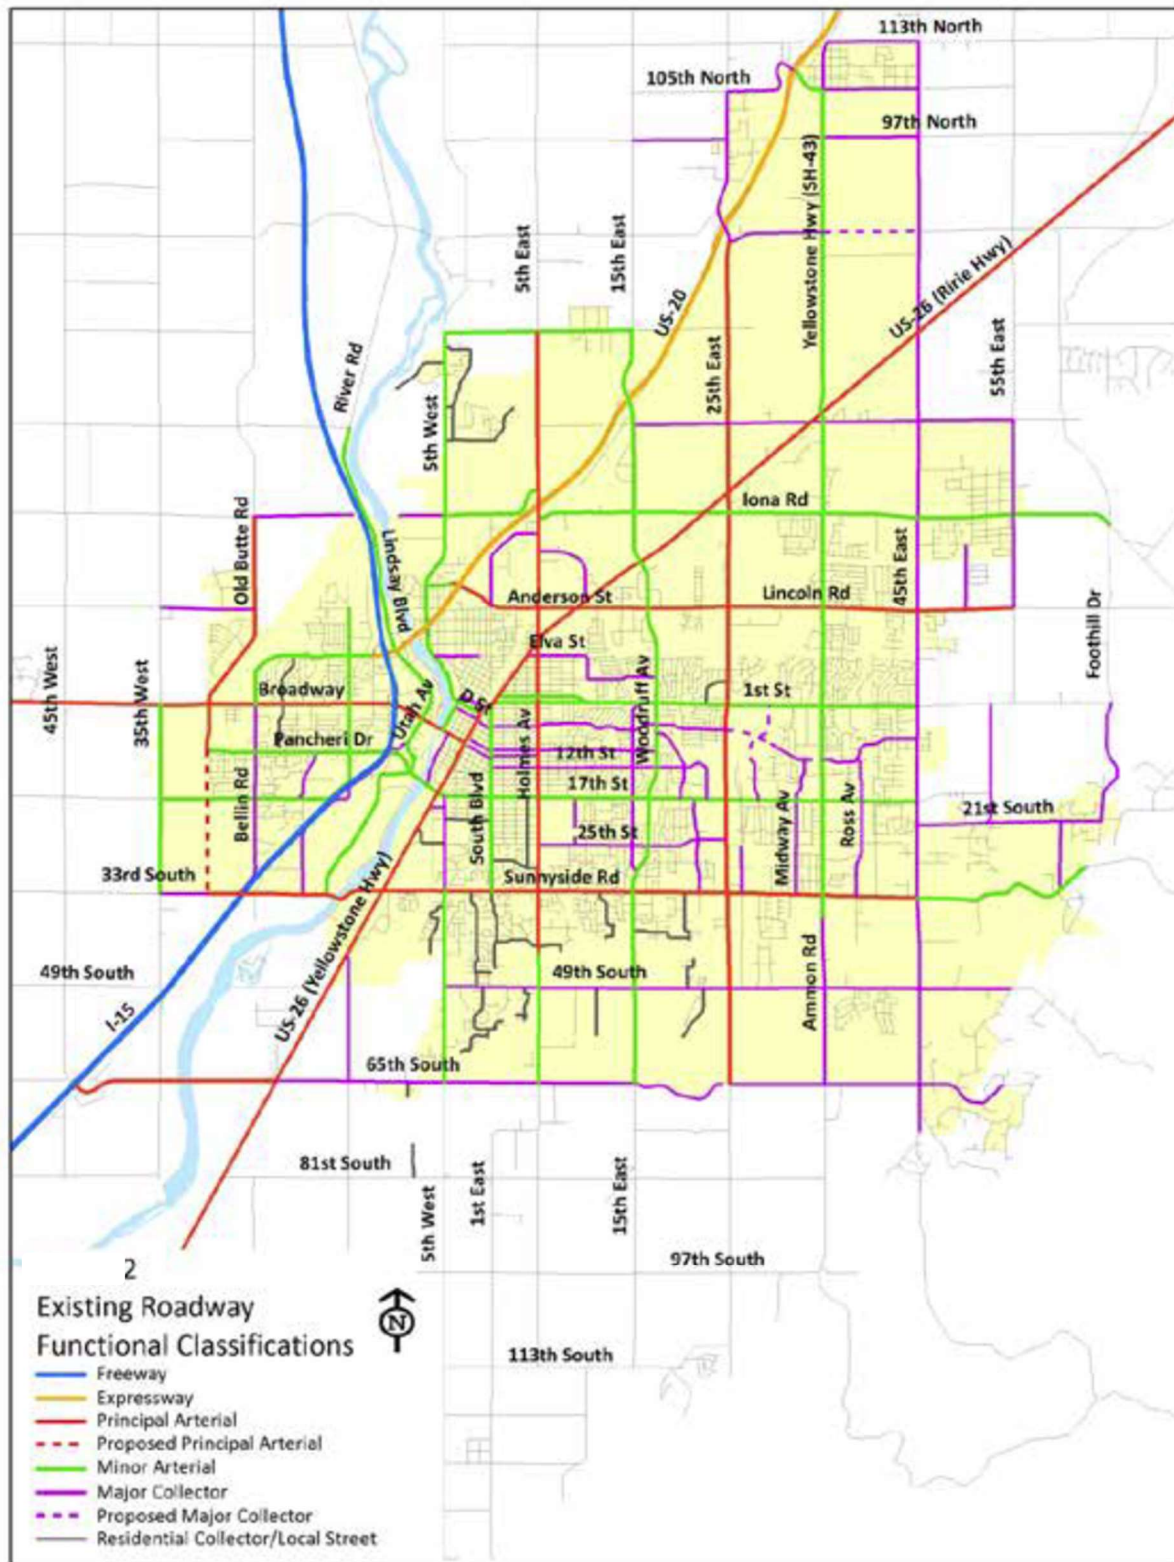 113th North
105th North
97th North
Yellowstone Hwy (SH-43)
5th East
15th East
US-20
US-26 (Ririe Hwy)
25th East
55th East
River Rd
5th West
Old Butte Rd
Iona Rd
Lindsay Blvd
45th East
Anderson St
Lincoln Rd
Foothill Dr
Elva St
45th West
35th West
Broadway
Utah Av
D St
Woodruff Av
1st St
Pancheri Dr
Holmes Av
12th St
17th St
Bellin Rd
South Blvd
25th St
Midway Av
Ross Av
21st South
33rd South
Sunnyside Rd
US-26 (Yellowstone Hwy)
49th South
49th South
Ammon Rd
I-15
65th South
81st South
5th West
1st East
15th East
97th South
113th South
2
Existing Roadway
Functional Classifications
N
Freeway
Expressway
Principal Arterial
Proposed Principal Arterial
Minor Arterial
Major Collector
Proposed Major Collector
Residential Collector/Local Street